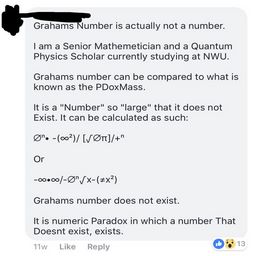 Grahams Number is actually not a number.
I am a Senior Mathemetician and a Quantum
Physics Scholar currently studying at NWU.
Grahams number can be compared to what is
known as the PDoxMass.
It is a "Number" so "large" that it does not
Exist. It can be calculated as such:
∅ⁿ• -(∞²)/ [√∅π]/+ⁿ
Or
-∞•∞/-∅ⁿ√x-(≠x²)
Grahams number does not exist.
It is numeric Paradox in which a number That
Doesnt exist, exists.
11w Like Reply 13